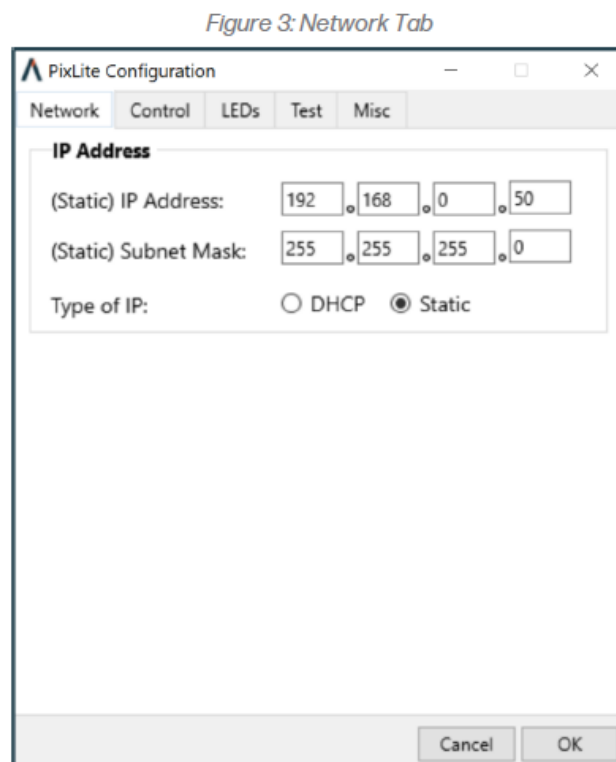 Figure 3: Network Tab
PixLite Configuration
Network Control LEDs Test Misc
IP Address
(Static) IP Address: 192 . 168 . 0 . 50
(Static) Subnet Mask: 255 . 255 . 255 . 0
Type of IP: DHCP Static
Cancel OK